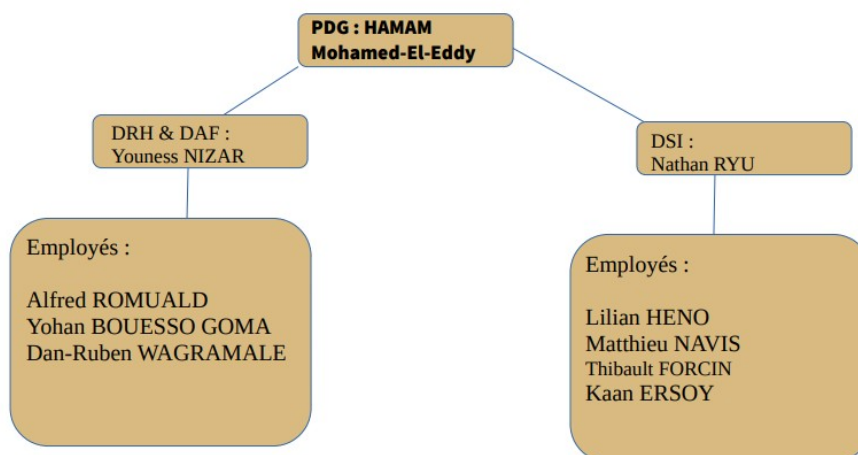 PDG : HAMAM
Mohamed-El-Eddy
DRH & DAF :
Youness NIZAR
DSI :
Nathan RYU
Employés :
Alfred ROMUALD
Yohan BOUESSO GOMA
Dan-Ruben WAGRAMALE
Employés :
Lilian HENO
Matthieu NAVIS
Thibault FORCIN
Kaan ERSOY